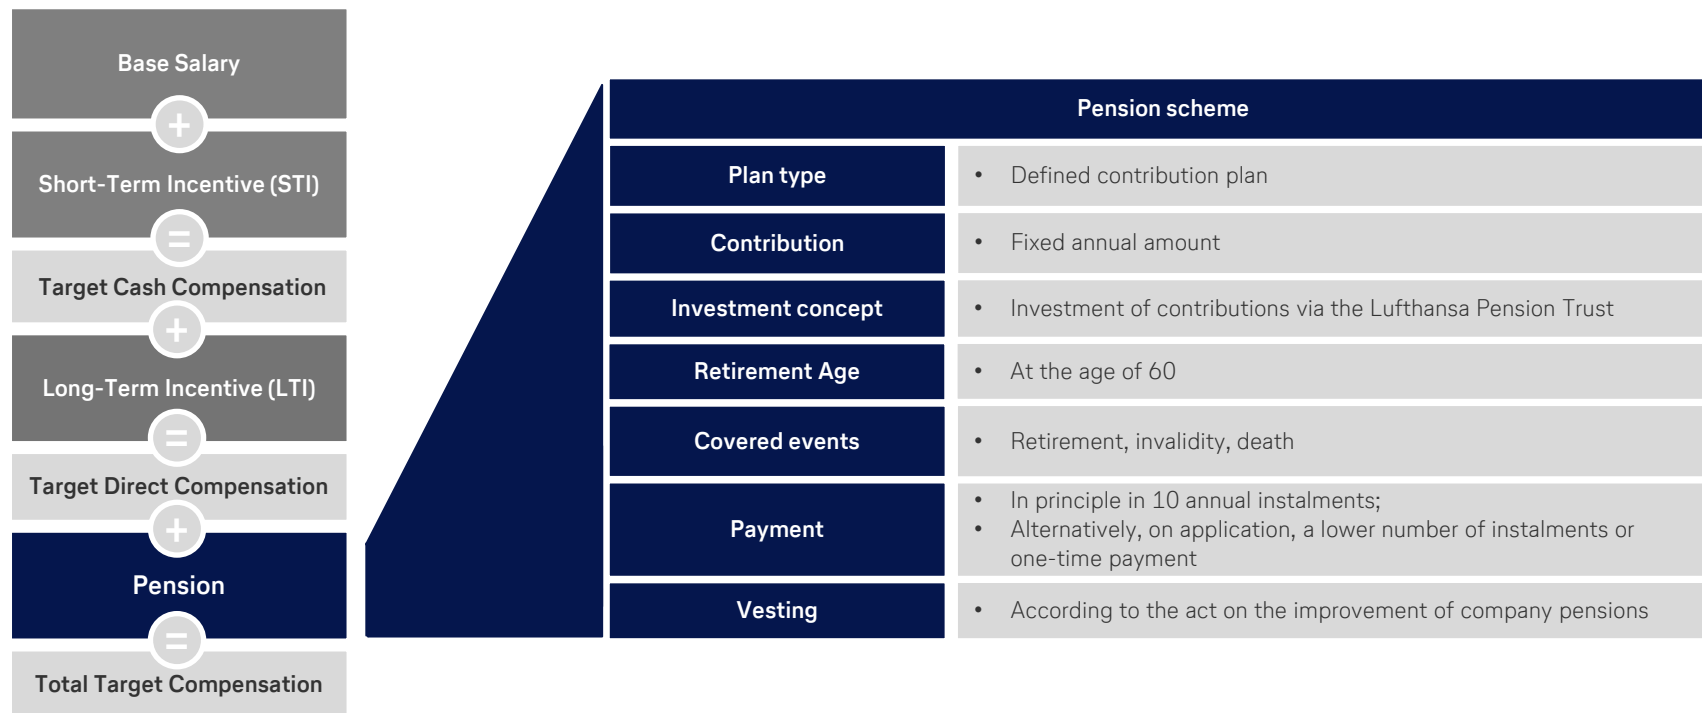 Base Salary
+
Short-Term Incentive (STI)
=
Target Cash Compensation
+
Long-Term Incentive (LTI)
=
Target Direct Compensation
+
Pension
=
Total Target Compensation
Pension scheme
Plan type
• Defined contribution plan
Contribution
• Fixed annual amount
Investment concept
• Investment of contributions via the Lufthansa Pension Trust
Retirement Age
• At the age of 60
Covered events
• Retirement, invalidity, death
Payment
• In principle in 10 annual instalments;
• Alternatively, on application, a lower number of instalments or
one-time payment
Vesting
• According to the act on the improvement of company pensions